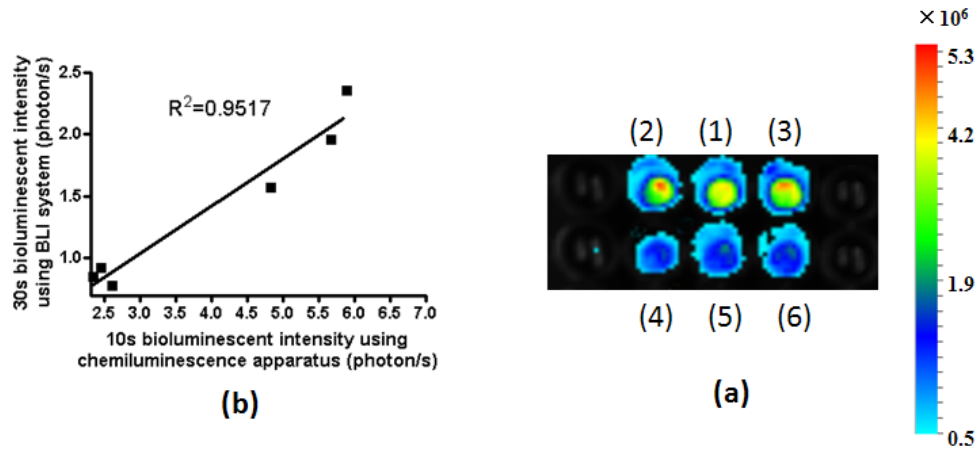 30s bioluminescent intensity
using BLI system (photon/s)
2.5
2.0
1.5
1.0
R²=0.9517
2.5 3.0 3.5 4.0 4.5 5.0 5.5 6.0 6.5 7.0
10s bioluminescent intensity using
chemiluminescence apparatus (photon/s)
(b)
(2) (1) (3)
(4) (5) (6)
(a)
×10⁶
5.3
4.2
1.9
0.5